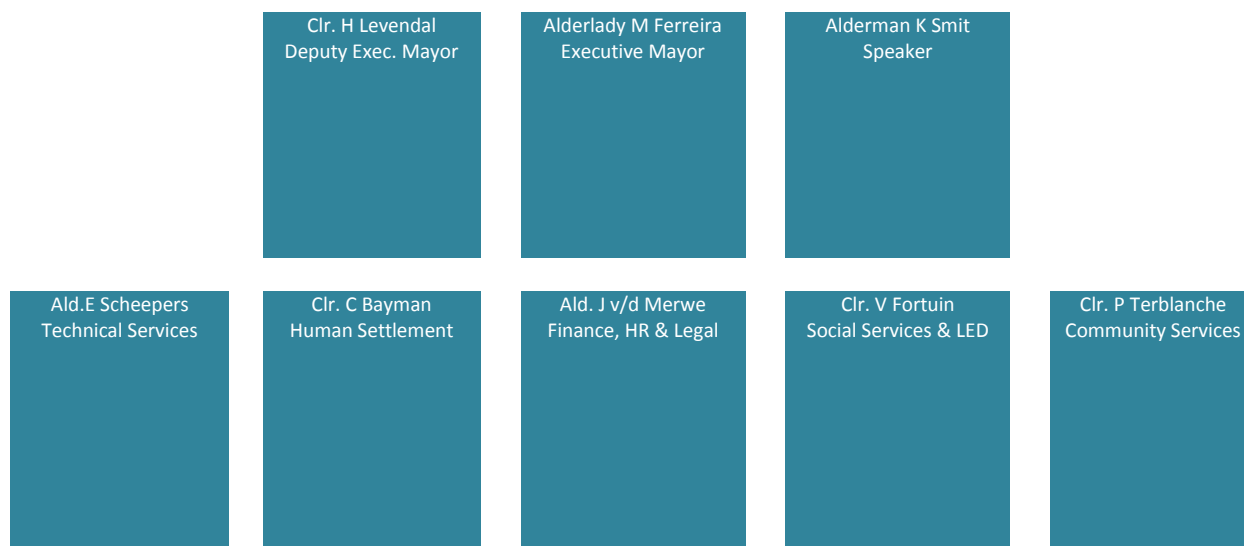 Clr. H Levendal
Deputy Exec. Mayor
Alderlady M Ferreira
Executive Mayor
Alderman K Smit
Speaker
Ald.E Scheepers
Technical Services
Clr. C Bayman
Human Settlement
Ald. J v/d Merwe
Finance, HR & Legal
Clr. V Fortuin
Social Services & LED
Clr. P Terblanche
Community Services